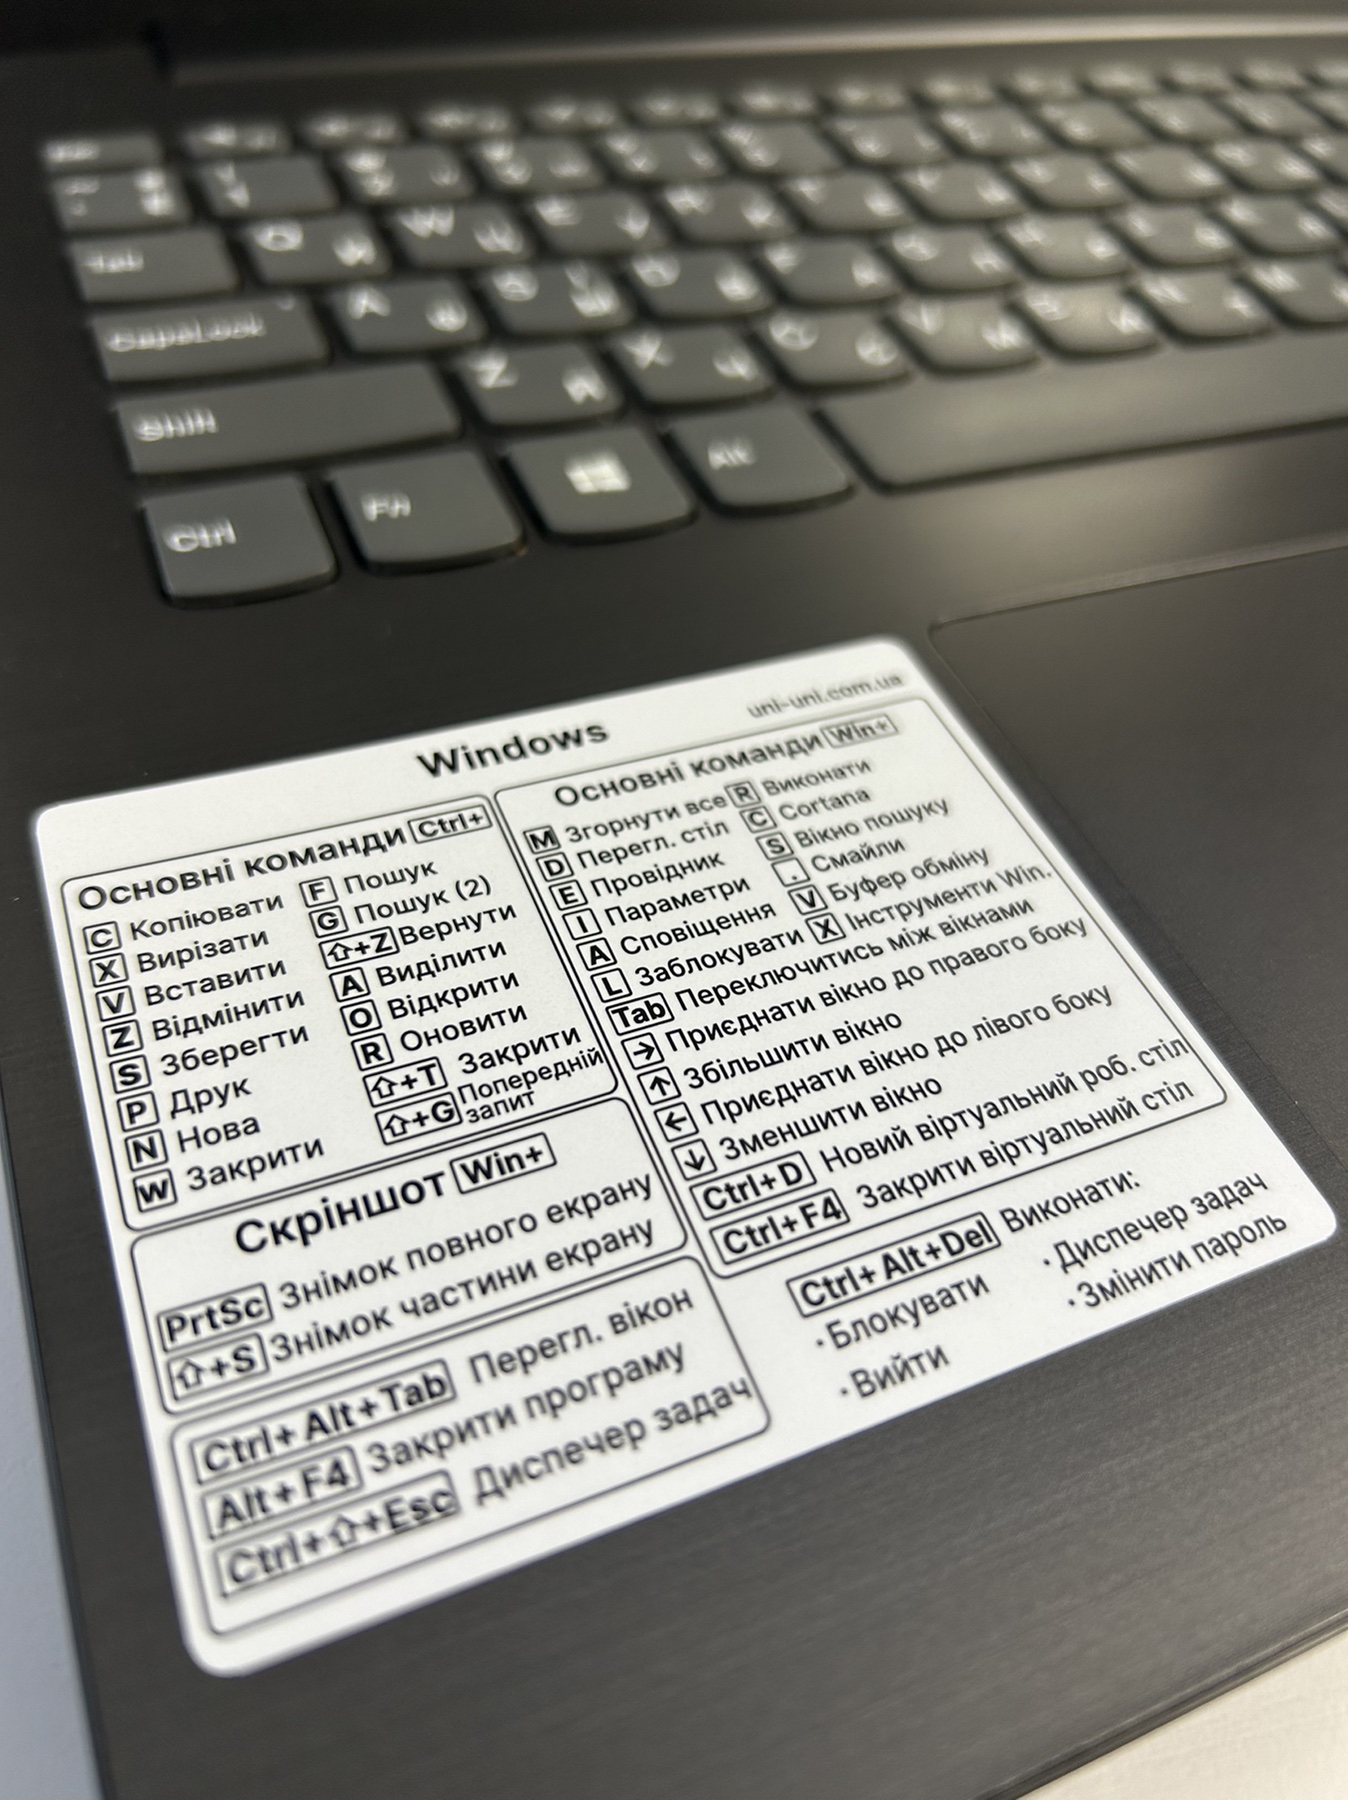 Tab
CapsLock
Shift
Ctrl
Fn
Alt
Windows
uni-uni.com.ua
Основні команди Ctrl+
C Копіювати
X Вирізати
V Вставити
Z Відмінити
S Зберегти
P Друк
N Нова
W Закрити
F Пошук
G Пошук (2)
⇧+Z Вернути
A Виділити
O Відкрити
R Оновити
⇧+T Закрити
⇧+G Попередній
запит
Скріншот Win+
PrtSc Знімок повного екрану
⇧+S Знімок частини екрану
Ctrl+Alt+Tab Перегл. вікон
Alt+F4 Закрити програму
Ctrl+⇧+Esc Диспечер задач
Основні команди Win+
M Згорнути все
D Перегл. стіл
E Провідник
I Параметри
A Сповіщення
L Заблокувати
R Виконати
C Cortana
S Вікно пошуку
. Смайли
V Буфер обміну
X Інструменти Win.
Tab Переключитись між вікнами
→ Приєднати вікно до правого боку
↑ Збільшити вікно
← Приєднати вікно до лівого боку
↓ Зменшити вікно
Ctrl+D Новий віртуальний роб. стіл
Ctrl+F4 Закрити віртуальний стіл
Ctrl+Alt+Del Виконати:
·Блокувати
·Вийти
·Диспечер задач
·Змінити пароль